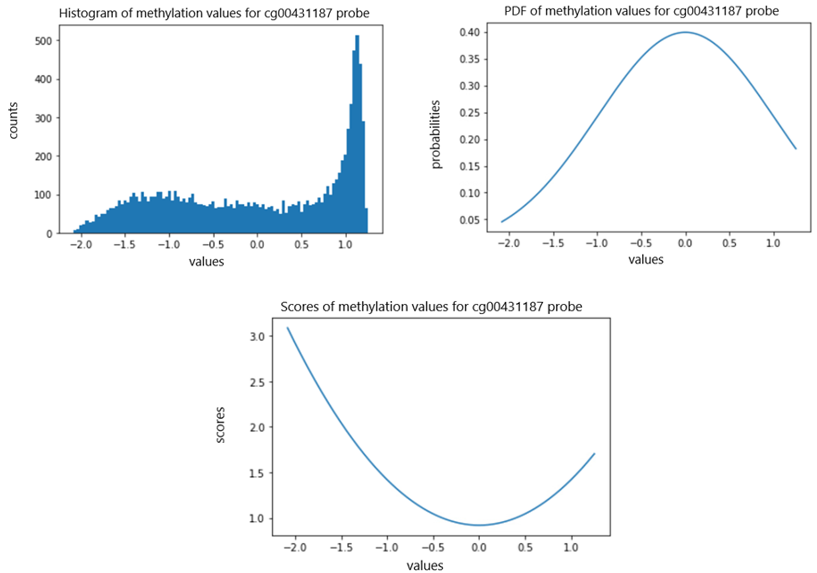 Histogram of methylation values for cg00431187 probe
counts
500
400
300
200
100
0
-2.0 -1.5 -1.0 -0.5 0.0 0.5 1.0
values
PDF of methylation values for cg00431187 probe
probabilities
0.40
0.35
0.30
0.25
0.20
0.15
0.10
0.05
-2.0 -1.5 -1.0 -0.5 0.0 0.5 1.0
values
Scores of methylation values for cg00431187 probe
scores
3.0
2.5
2.0
1.5
1.0
-2.0 -1.5 -1.0 -0.5 0.0 0.5 1.0
values